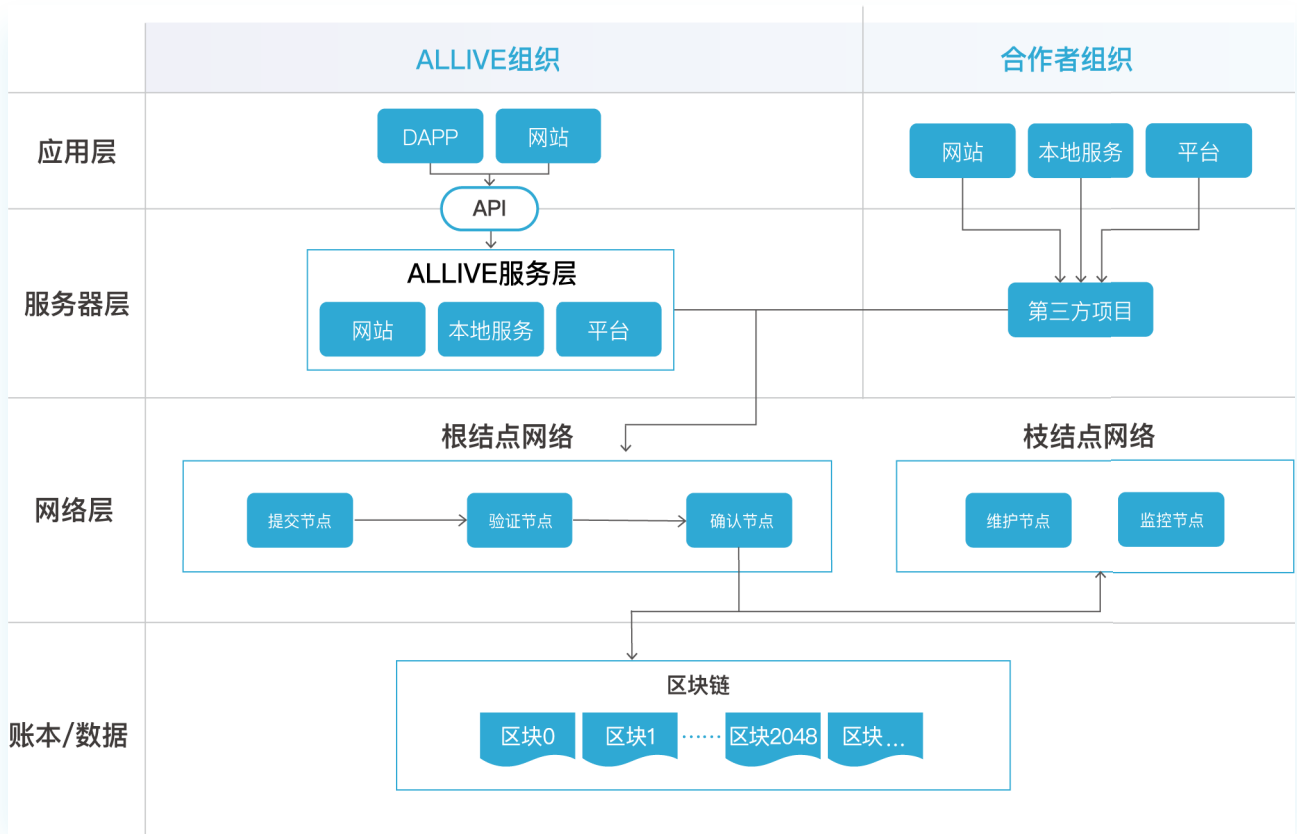 ALLIVE组织
合作者组织
应用层
DAPP
网站
网站
本地服务
平台
API
服务器层
ALLIVE服务层
网站
本地服务
平台
第三方项目
网络层
根结点网络
枝结点网络
提交节点
验证节点
确认节点
维护节点
监控节点
账本/数据
区块链
区块0
区块1
……
区块2048
区块...